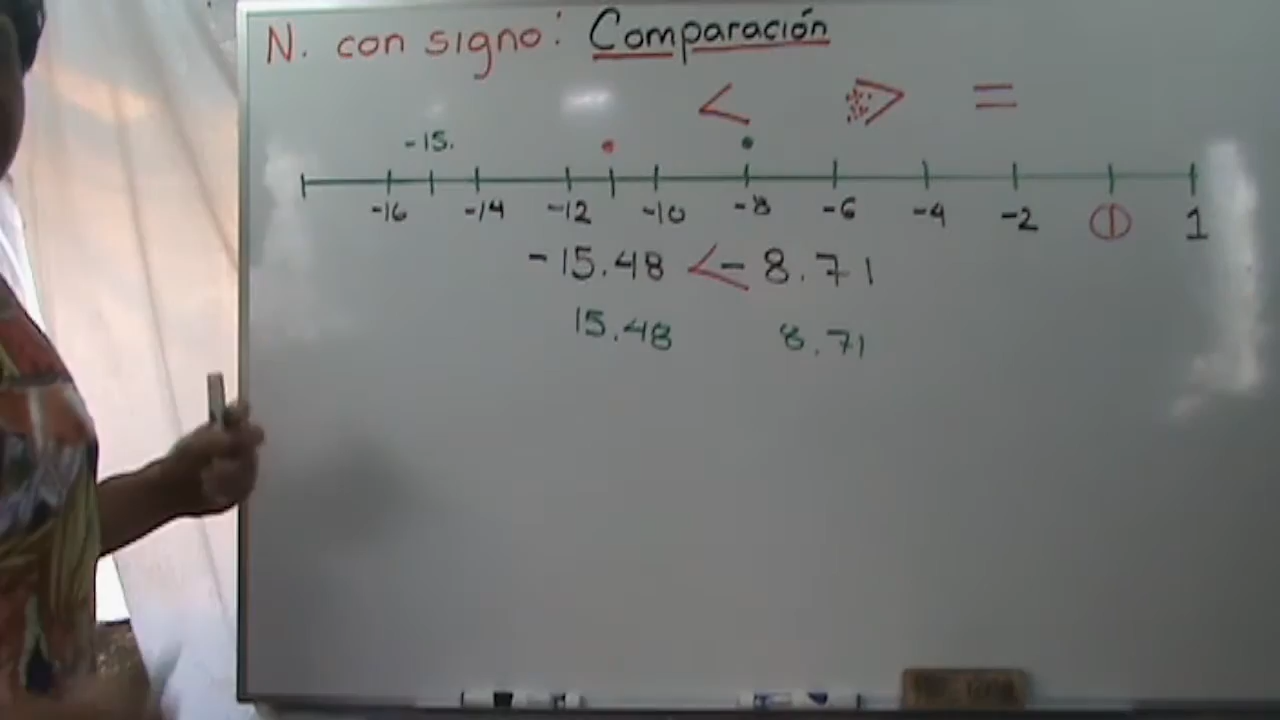 N. con signo: Comparación
< > =
-15.
-16 -14 -12 -10 -8 -6 -4 -2 0 1
-15.48 < -8.71
15.48 8.71